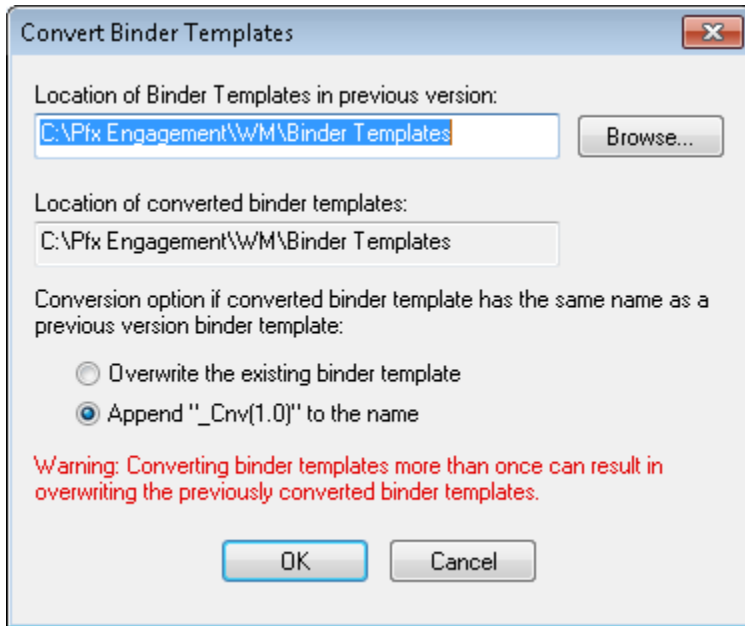 Convert Binder Templates
Location of Binder Templates in previous version:
C:\Pfx Engagement\WM\Binder Templates
Browse...
Location of converted binder templates:
C:\Pfx Engagement\WM\Binder Templates
Conversion option if converted binder template has the same name as a
previous version binder template:
Overwrite the existing binder template
Append "_Cnv(1.0)" to the name
Warning: Converting binder templates more than once can result in
overwriting the previously converted binder templates.
OK
Cancel